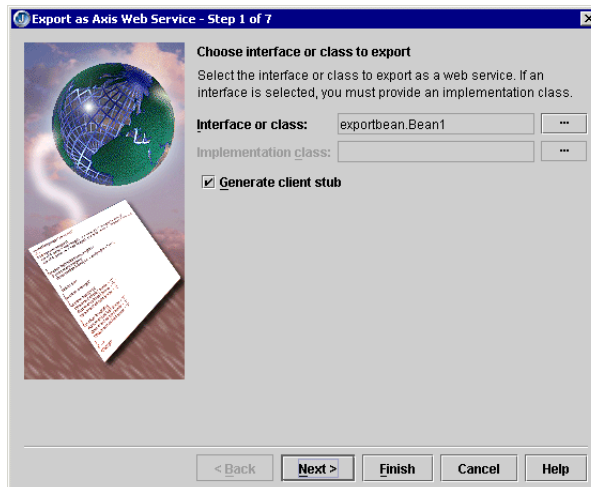 Export as Axis Web Service - Step 1 of 7
Choose interface or class to export
Select the interface or class to export as a web service. If an
interface is selected, you must provide an implementation class.
Interface or class: exportbean.Bean1 ...
Implementation class: ...
Generate client stub
< Back Next > Finish Cancel Help